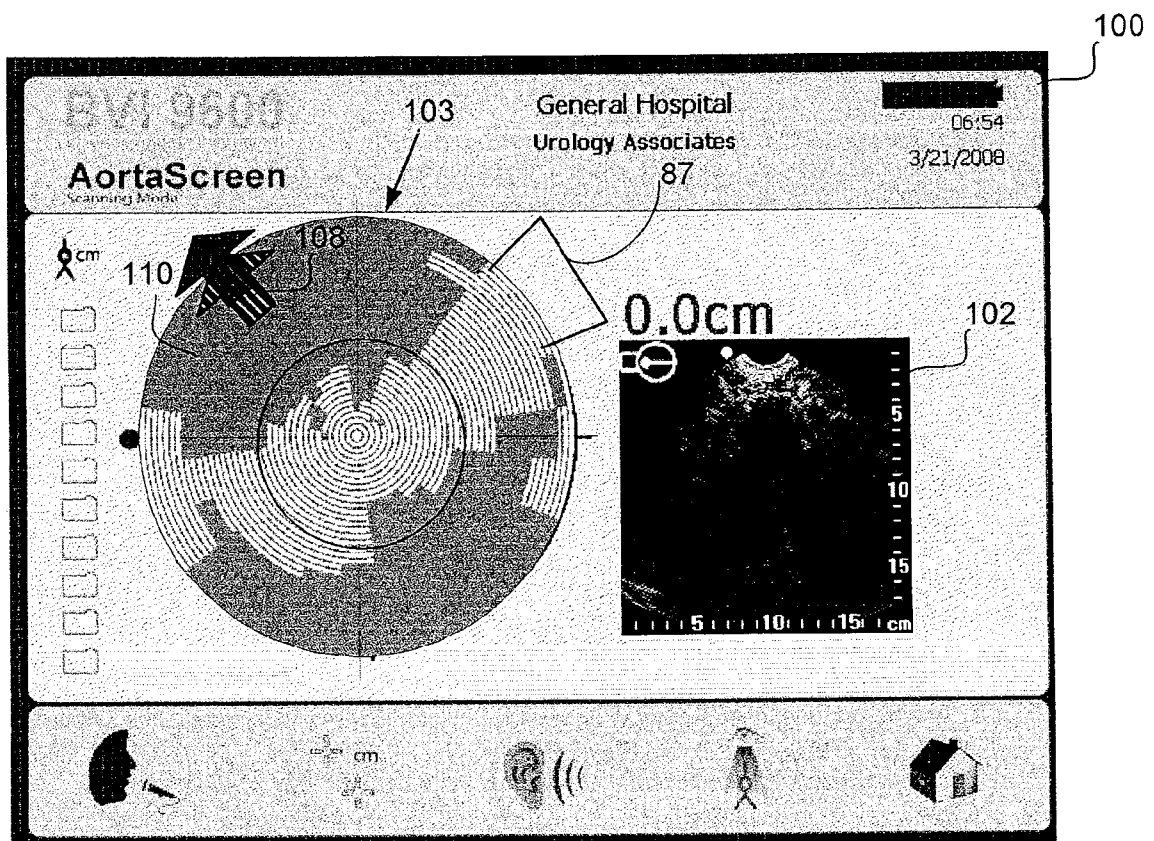 100
BVI 9600
General Hospital
06:54
103
Urology Associates
3/21/2008
AortaScreen
87
Scanning Mode
cm
108
110
0.0cm
102
5
10
15
5 10 15 cm
cm